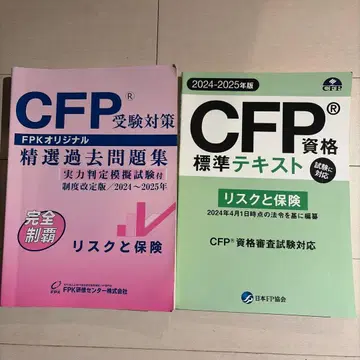 CFP® 受験対策
FPKオリジナル
精選過去問題集
実力判定模擬試験付
制度改定版／2024〜2025年
完全
制覇
リスクと保険
FPK研修センター株式会社
2024-2025年版
CFP®資格
標準テキスト
試験に
対応
リスクと保険
2024年4月1日時点の法令を基に編纂
CFP®資格審査試験対応
日本FP協会